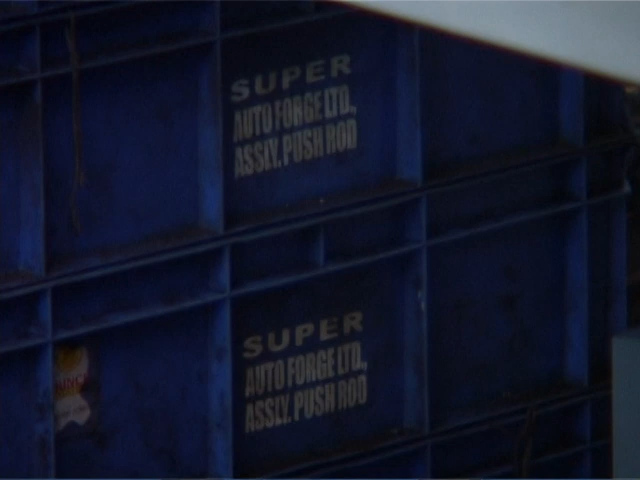 SUPER
AUTO FORGE LTD.,
ASSLY. PUSH ROD
SUPER
AUTO FORGE LTD.,
ASSLY. PUSH ROD